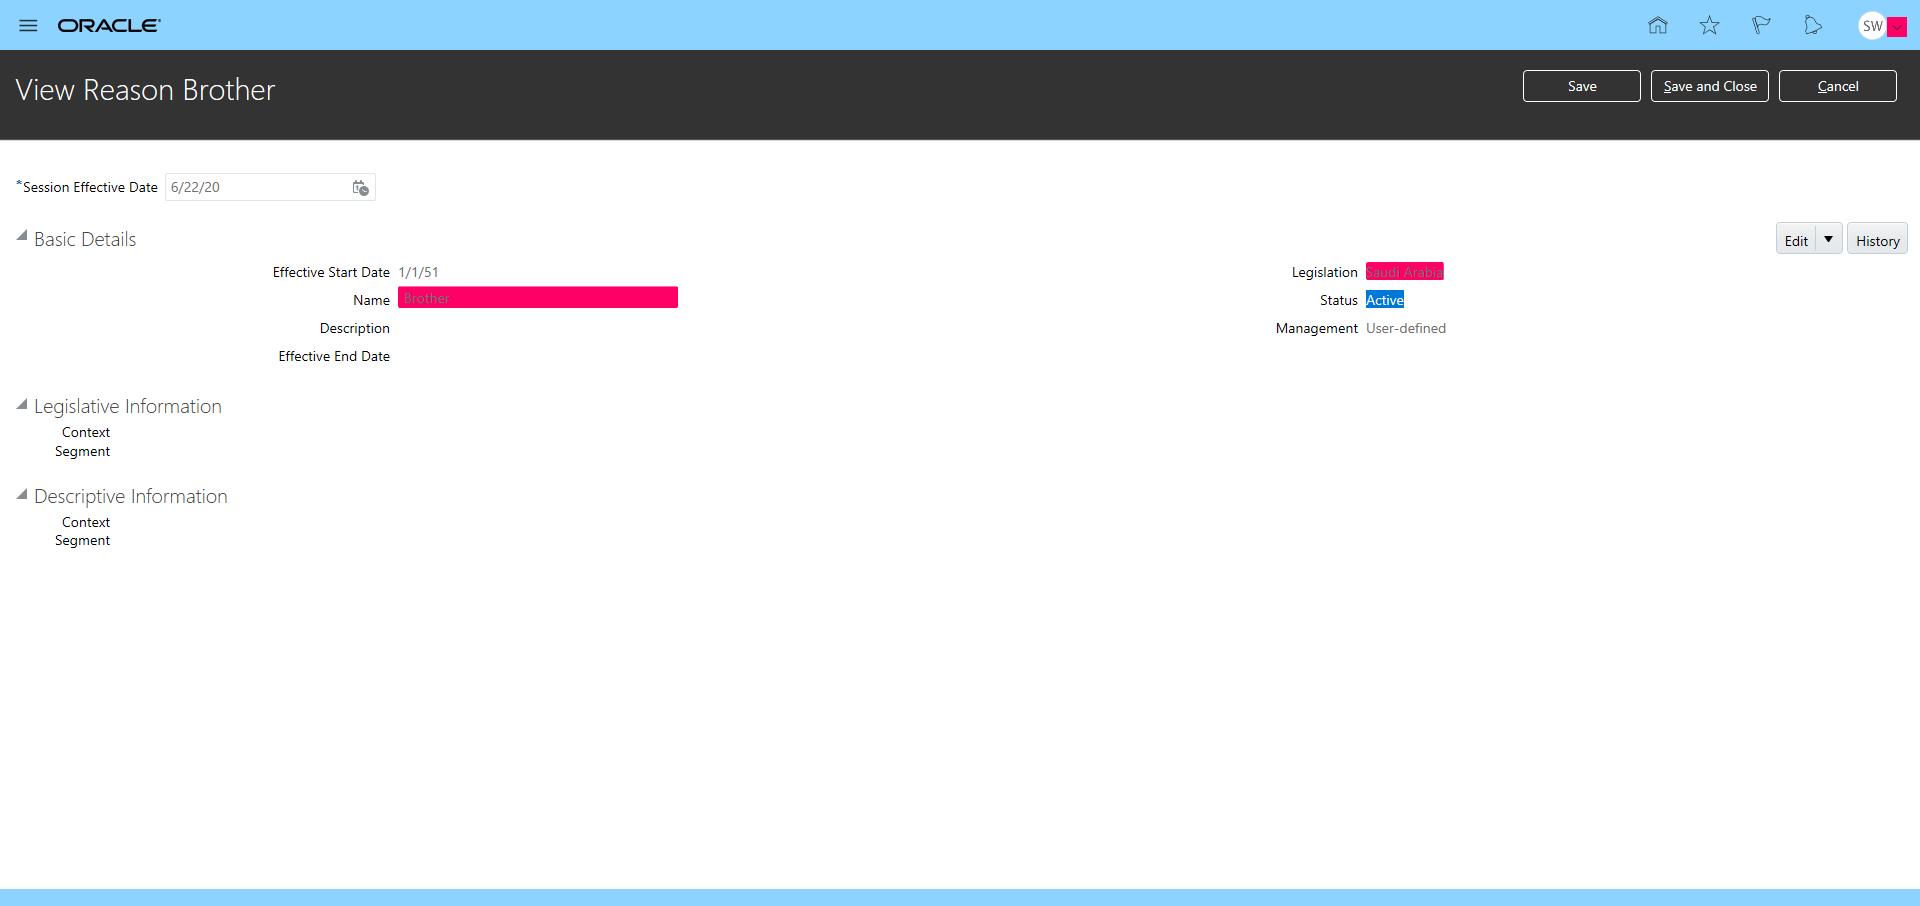 ORACLE
SW
View Reason Brother
Save
Save and Close
Cancel
*Session Effective Date 6/22/20
Basic Details
Edit
History
Effective Start Date 1/1/51
Name Brother
Description
Effective End Date
Legislation Saudi Arabia
Status Active
Management User-defined
Legislative Information
Context
Segment
Descriptive Information
Context
Segment